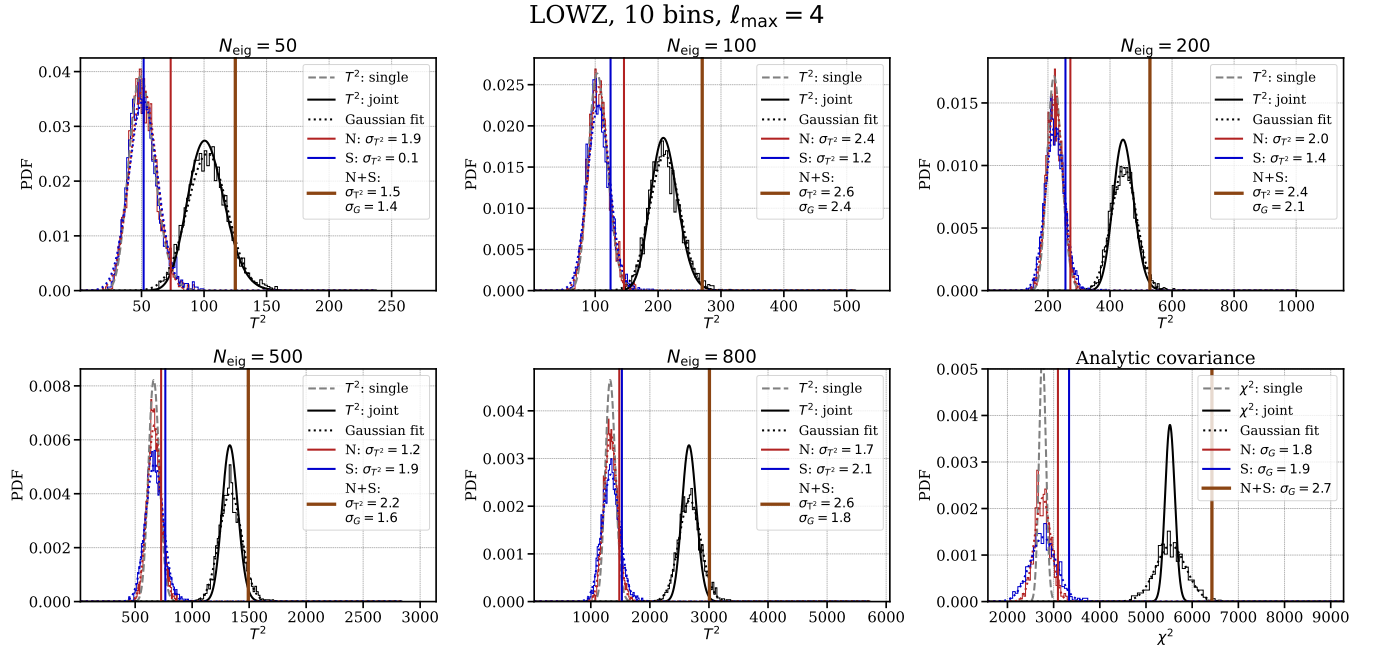 LOWZ, 10 bins, ℓmax = 4
Neig = 50
PDF
0.04
0.03
0.02
0.01
0.00
50 100 150 200 250
T²
T²: single
T²: joint
Gaussian fit
N: σT² = 1.9
S: σT² = 0.1
N+S:
σT² = 1.5
σG = 1.4
Neig = 100
PDF
0.025
0.020
0.015
0.010
0.005
0.000
100 200 300 400 500
T²
T²: single
T²: joint
Gaussian fit
N: σT² = 2.4
S: σT² = 1.2
N+S:
σT² = 2.6
σG = 2.4
Neig = 200
PDF
0.015
0.010
0.005
0.000
200 400 600 800 1000
T²
T²: single
T²: joint
Gaussian fit
N: σT² = 2.0
S: σT² = 1.4
N+S:
σT² = 2.4
σG = 2.1
Neig = 500
PDF
0.008
0.006
0.004
0.002
0.000
500 1000 1500 2000 2500 3000
T²
T²: single
T²: joint
Gaussian fit
N: σT² = 1.2
S: σT² = 1.9
N+S:
σT² = 2.2
σG = 1.6
Neig = 800
PDF
0.004
0.003
0.002
0.001
0.000
1000 2000 3000 4000 5000 6000
T²
T²: single
T²: joint
Gaussian fit
N: σT² = 1.7
S: σT² = 2.1
N+S:
σT² = 2.6
σG = 1.8
Analytic covariance
PDF
0.005
0.004
0.003
0.002
0.001
0.000
2000 3000 4000 5000 6000 7000 8000 9000
χ²
χ²: single
χ²: joint
Gaussian fit
N: σG = 1.8
S: σG = 1.9
N+S: σG = 2.7